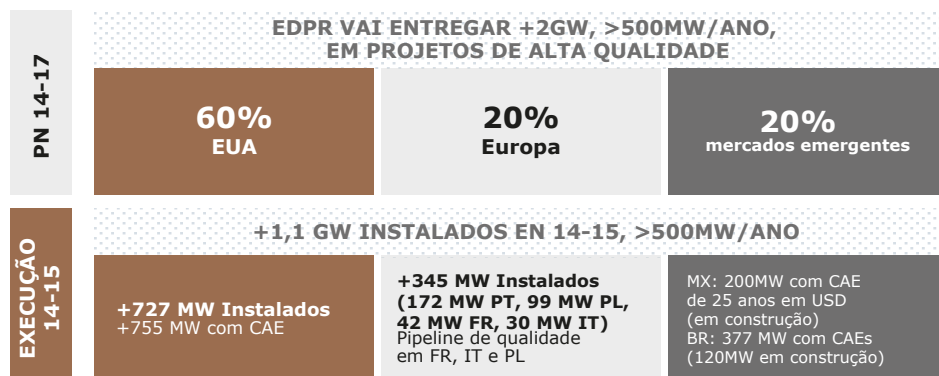 PN 14-17
EDPR VAI ENTREGAR +2GW, >500MW/ANO,
EM PROJETOS DE ALTA QUALIDADE
60%
EUA
20%
Europa
20%
mercados emergentes
EXECUÇÃO
14-15
+1,1 GW INSTALADOS EN 14-15, >500MW/ANO
+727 MW Instalados
+755 MW com CAE
+345 MW Instalados
(172 MW PT, 99 MW PL,
42 MW FR, 30 MW IT)
Pipeline de qualidade
em FR, IT e PL
MX: 200MW com CAE
de 25 anos em USD
(em construção)
BR: 377 MW com CAEs
(120MW em construção)